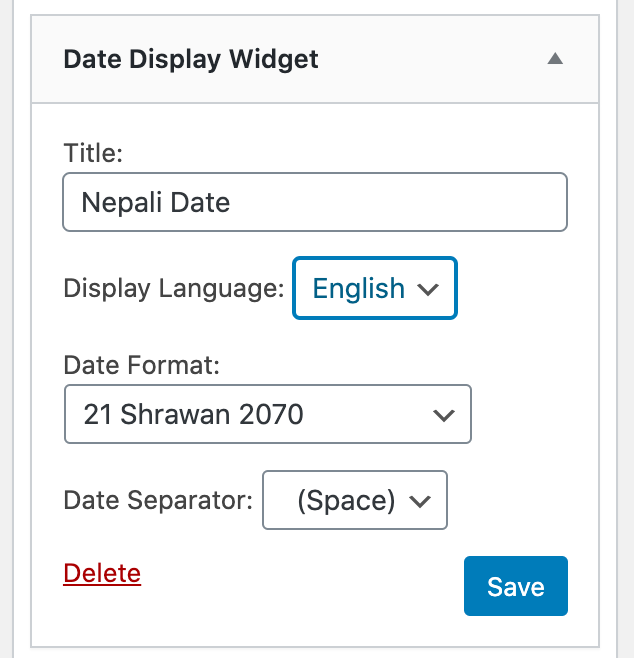 Date Display Widget
Title:
Nepali Date
Display Language: English
Date Format:
21 Shrawan 2070
Date Separator: (Space)
Delete
Save